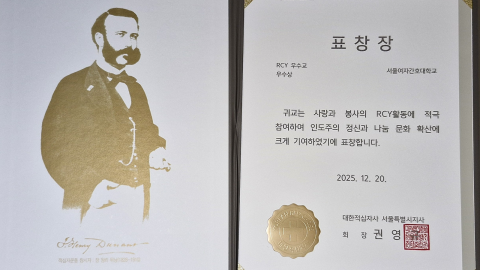 J. Henry Dunant
표 창 장
RCY 우수교
우수상
서울여자간호대학교
귀교는 사랑과 봉사의 RCY활동에 적극
참여하여 인도주의 정신과 나눔 문화 확산에
크게 기여하였기에 표창합니다.
2025. 12. 20.
대한적십자사 서울특별시지사
회 장 권 영